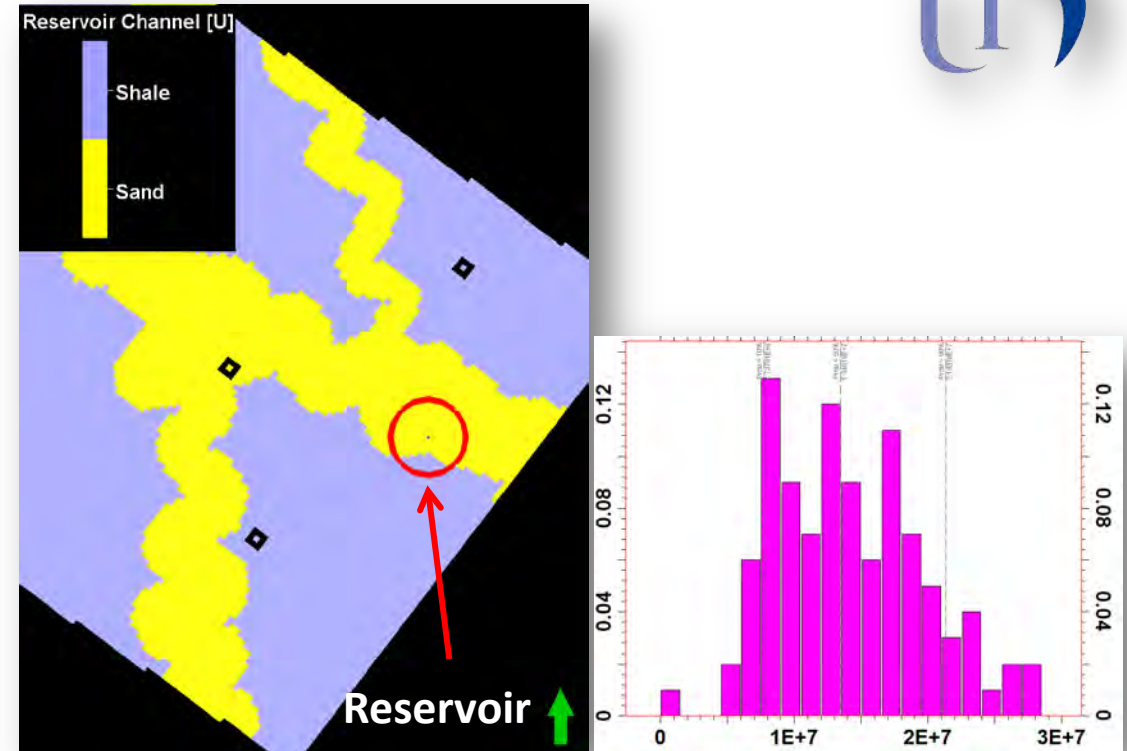 Reservoir Channel [U]
Shale
Sand
Reservoir
0.12
0.08
0.04
0
0.12
0.08
0.04
0
0
1E+7
2E+7
3E+7